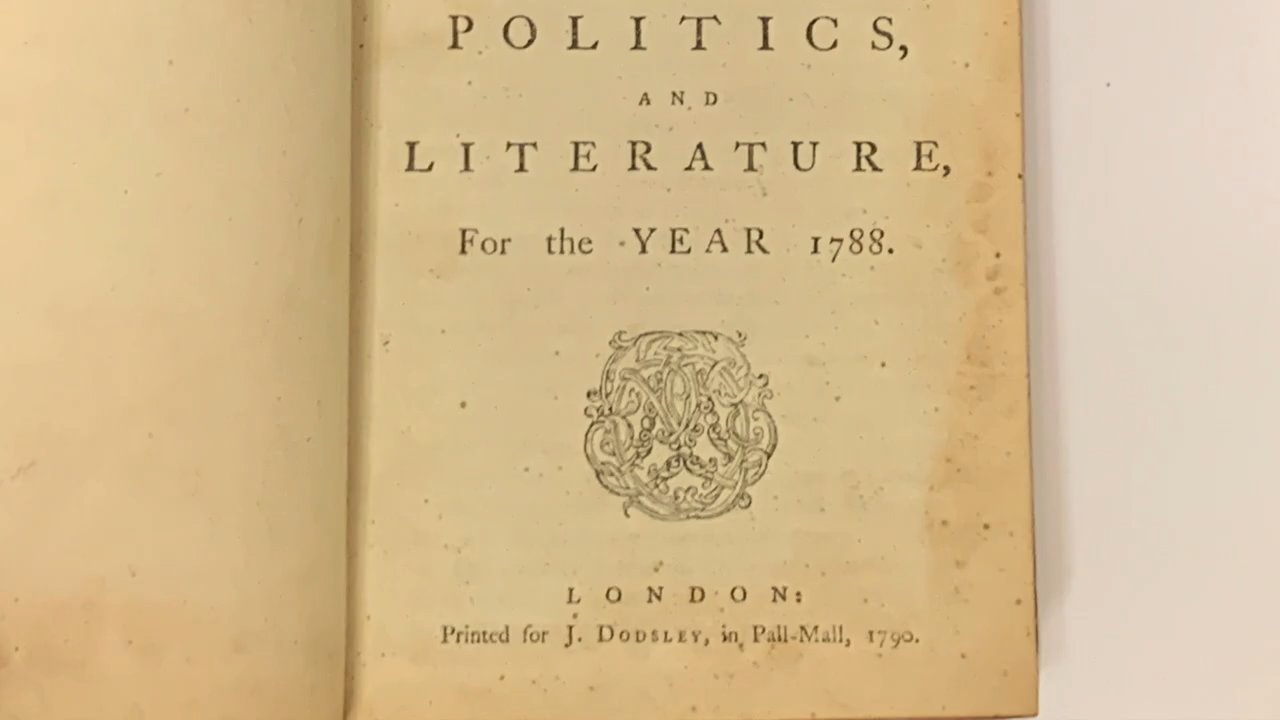 POLITICS,
AND
LITERATURE,
For the YEAR 1788.
LONDON:
Printed for J. DODSLEY, in Pall-Mall, 1790.